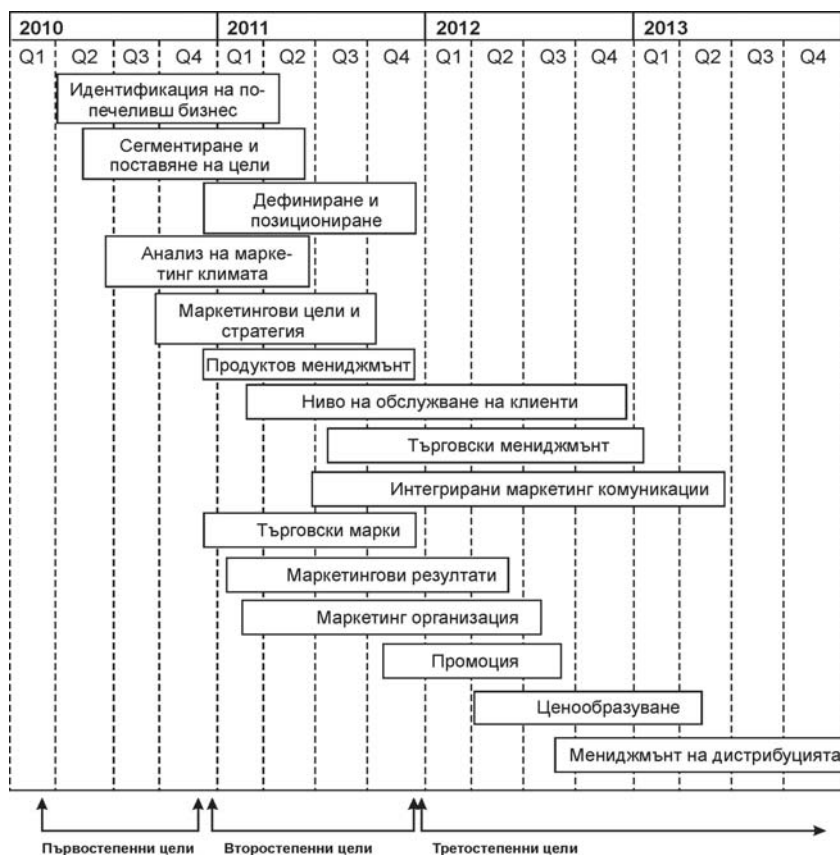 2010 2011 2012 2013
Q1 Q2 Q3 Q4 Q1 Q2 Q3 Q4 Q1 Q2 Q3 Q4 Q1 Q2 Q3 Q4
Идентификация на по-
печеливш бизнес
Сегментиране и
поставяне на цели
Дефиниране и
позициониране
Анализ на марке-
тинг климата
Маркетингови цели и
стратегия
Продуктов мениджмънт
Ниво на обслужване на клиенти
Търговски мениджмънт
Интегрирани маркетинг комуникации
Търговски марки
Маркетингови резултати
Маркетинг организация
Промоция
Ценообразуване
Мениджмънт на дистрибуцията
Първостепенни цели Второстепенни цели Третостепенни цели